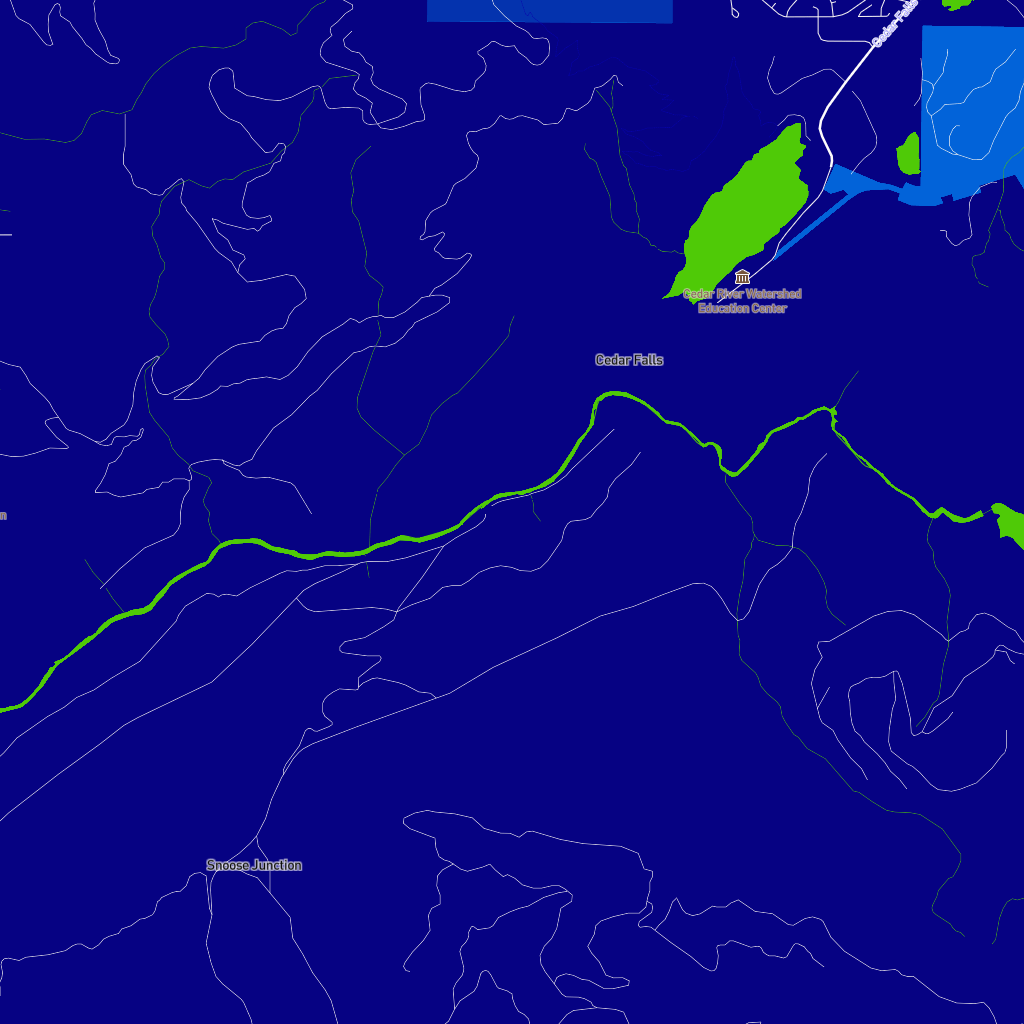 Cedar Falls
Cedar River Watershed
Education Center
Cedar Falls
Snoose Junction